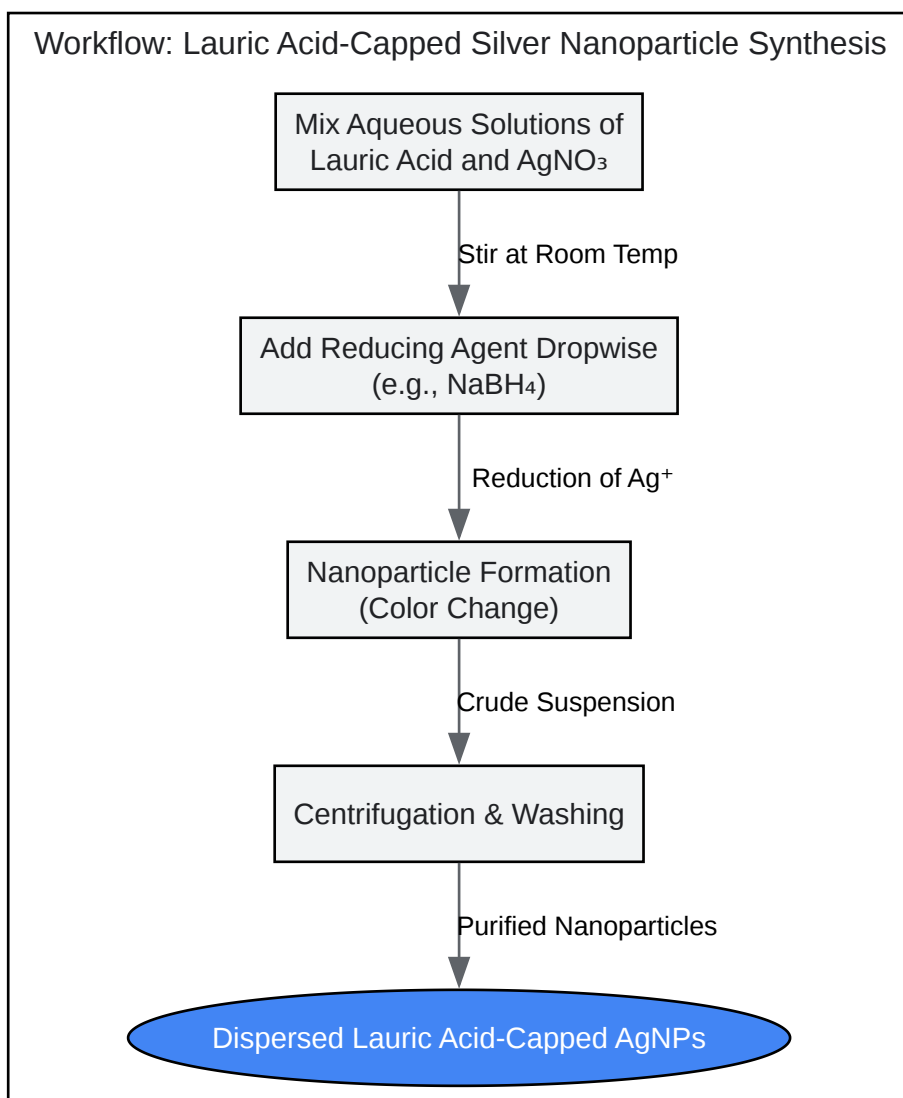 Workflow: Lauric Acid-Capped Silver Nanoparticle Synthesis
Mix Aqueous Solutions of
Lauric Acid and AgNO₃
Stir at Room Temp
Add Reducing Agent Dropwise
(e.g., NaBH₄)
Reduction of Ag⁺
Nanoparticle Formation
(Color Change)
Crude Suspension
Centrifugation & Washing
Purified Nanoparticles
Dispersed Lauric Acid-Capped AgNPs